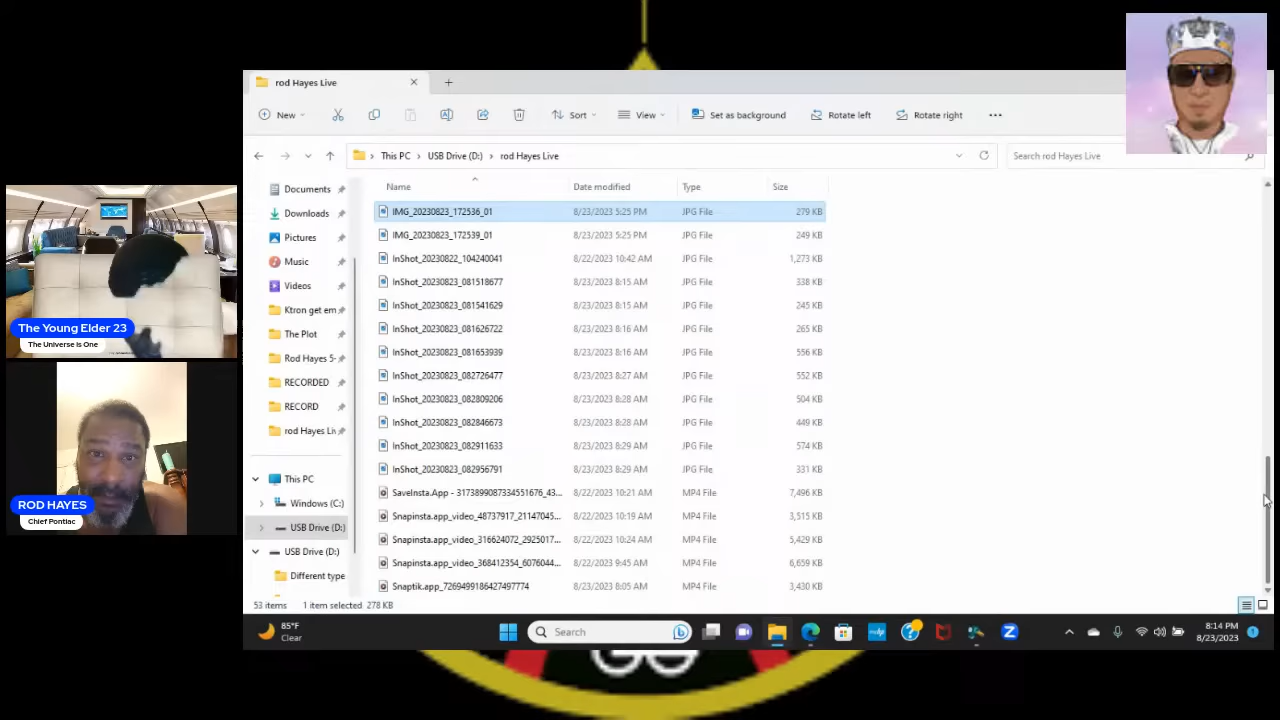 rod Hayes Live
New
Sort
View
Set as background
Rotate left
Rotate right
This PC > USB Drive (D:) > rod Hayes Live
Search rod Hayes Live
Name Date modified Type Size
Documents
Downloads
Pictures
Music
Videos
Ktron get em
The Plot
Rod Hayes 5-
RECORDED
RECORD
rod Hayes Liv
This PC
Windows (C:)
USB Drive (D:)
USB Drive (D:)
Different type
IMG_20230823_172536_01 8/23/2023 5:25 PM JPG File 279 KB
IMG_20230823_172539_01 8/23/2023 5:25 PM JPG File 249 KB
InShot_20230822_104240041 8/22/2023 10:42 AM JPG File 1,273 KB
InShot_20230823_081518677 8/23/2023 8:15 AM JPG File 338 KB
InShot_20230823_081541629 8/23/2023 8:15 AM JPG File 245 KB
InShot_20230823_081626722 8/23/2023 8:16 AM JPG File 265 KB
InShot_20230823_081653939 8/23/2023 8:16 AM JPG File 556 KB
InShot_20230823_082726477 8/23/2023 8:27 AM JPG File 552 KB
InShot_20230823_082809206 8/23/2023 8:28 AM JPG File 504 KB
InShot_20230823_082846673 8/23/2023 8:28 AM JPG File 449 KB
InShot_20230823_082911633 8/23/2023 8:29 AM JPG File 574 KB
InShot_20230823_082956791 8/23/2023 8:29 AM JPG File 331 KB
SaveInsta.App - 3173899087334551676_43... 8/22/2023 10:21 AM MP4 File 7,496 KB
Snapinsta.app_video_48737917_21147045... 8/22/2023 10:19 AM MP4 File 3,515 KB
Snapinsta.app_video_316624072_2925017... 8/22/2023 10:24 AM MP4 File 5,429 KB
Snapinsta.app_video_368412354_6076044... 8/22/2023 9:45 AM MP4 File 6,659 KB
Snaptik.app_7269499186427497774 8/23/2023 8:05 AM MP4 File 3,430 KB
53 items 1 item selected 278 KB
85°F
Clear
Search
8:14 PM
8/23/2023
The Young Elder 23
The Universe is One
ROD HAYES
Chief Pontiac